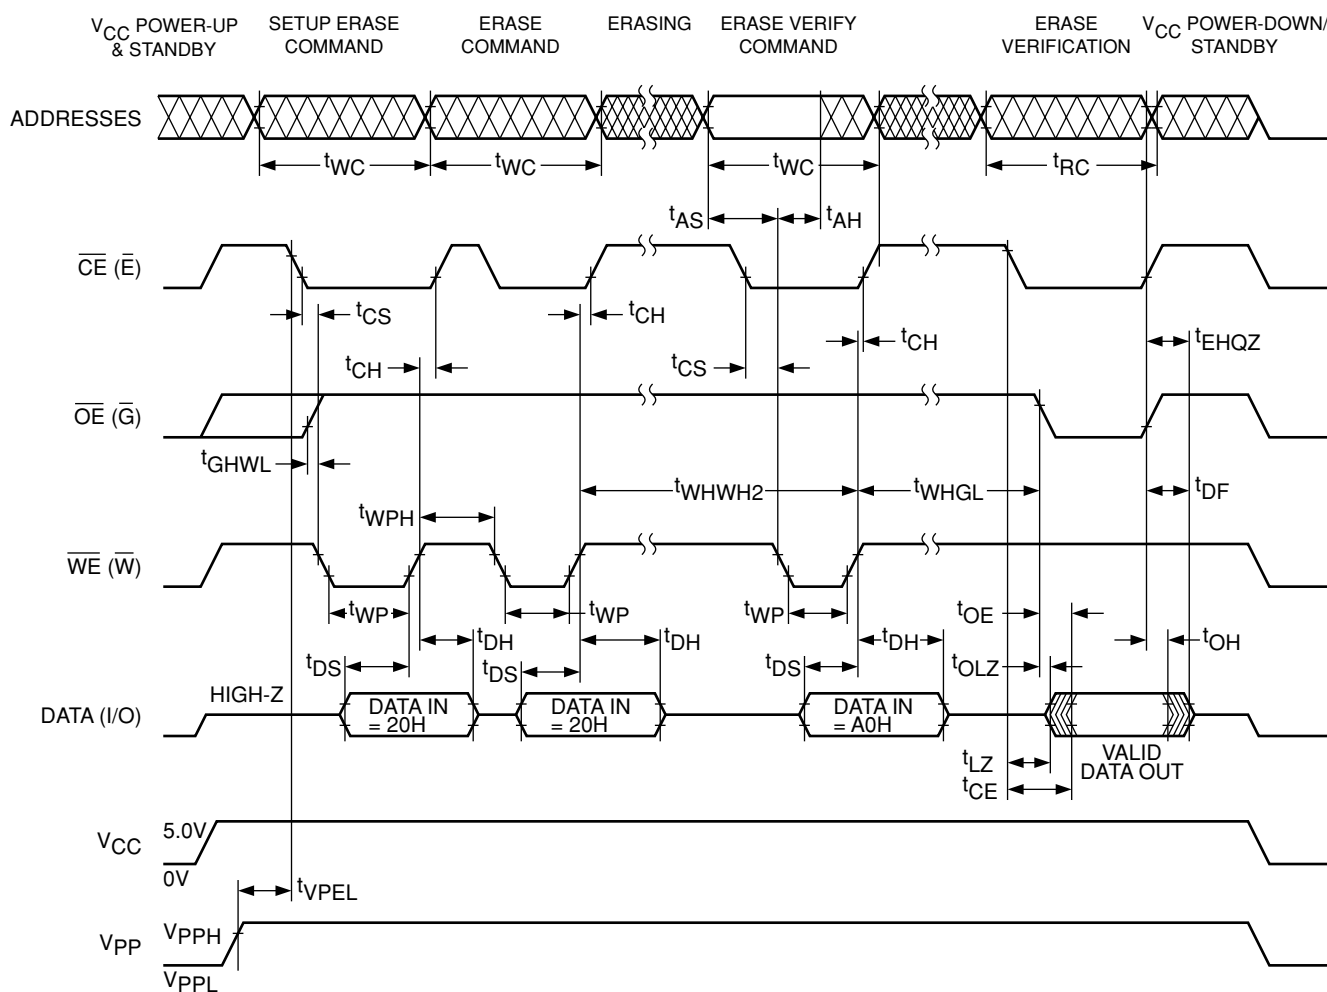 VCC POWER-UP & STANDBY
SETUP ERASE COMMAND
ERASE COMMAND
ERASING
ERASE VERIFY COMMAND
ERASE VERIFICATION
VCC POWER-DOWN/ STANDBY
ADDRESSES
tWC
tWC
tWC
tRC
tAS
tAH
CE (E)
tCS
tCH
tCH
tCS
tCH
tEHQZ
OE (G)
tGHWL
tWHWH2
tWHGL
tDF
tWPH
WE (W)
tWP
tWP
tWP
tOE
tDH
tDH
tDH
tOH
tDS
tDS
tDS
tOLZ
DATA (I/O)
HIGH-Z
DATA IN = 20H
DATA IN = 20H
DATA IN = A0H
VALID DATA OUT
tLZ
tCE
VCC
5.0V
0V
tVPEL
VPP
VPPH
VPPL